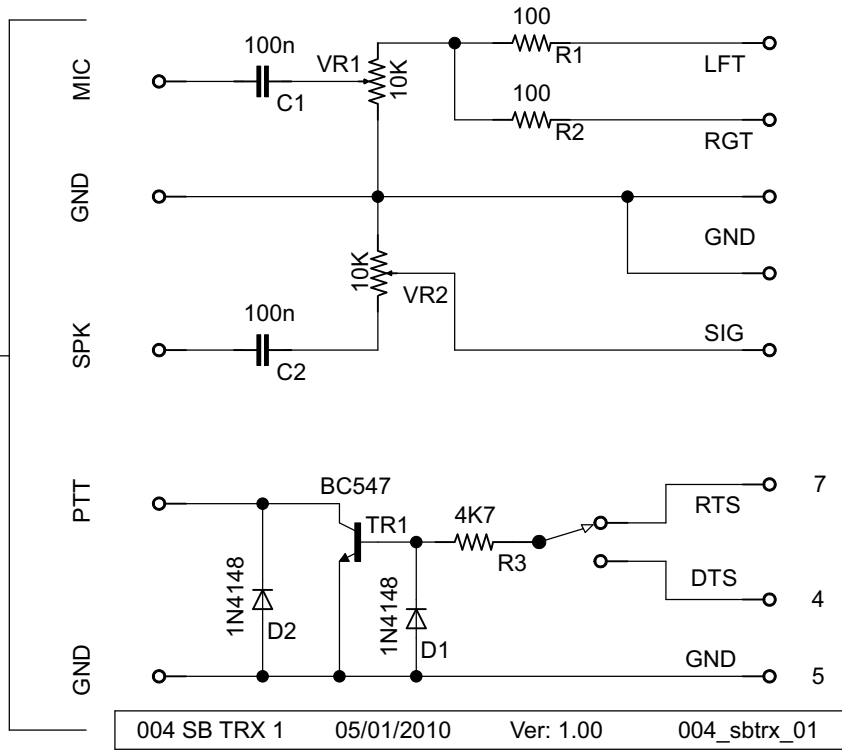 100
100n
VR1
10K
R1
LFT
MIC
C1
100
R2
RGT
GND
GND
10K
VR2
100n
SIG
SPK
C2
BC547
7
RTS
PTT
TR1
4K7
R3
DTS
1N4148
1N4148
4
D2
D1
GND
GND
5
004 SB TRX 1 05/01/2010 Ver: 1.00 004_sbtrx_01